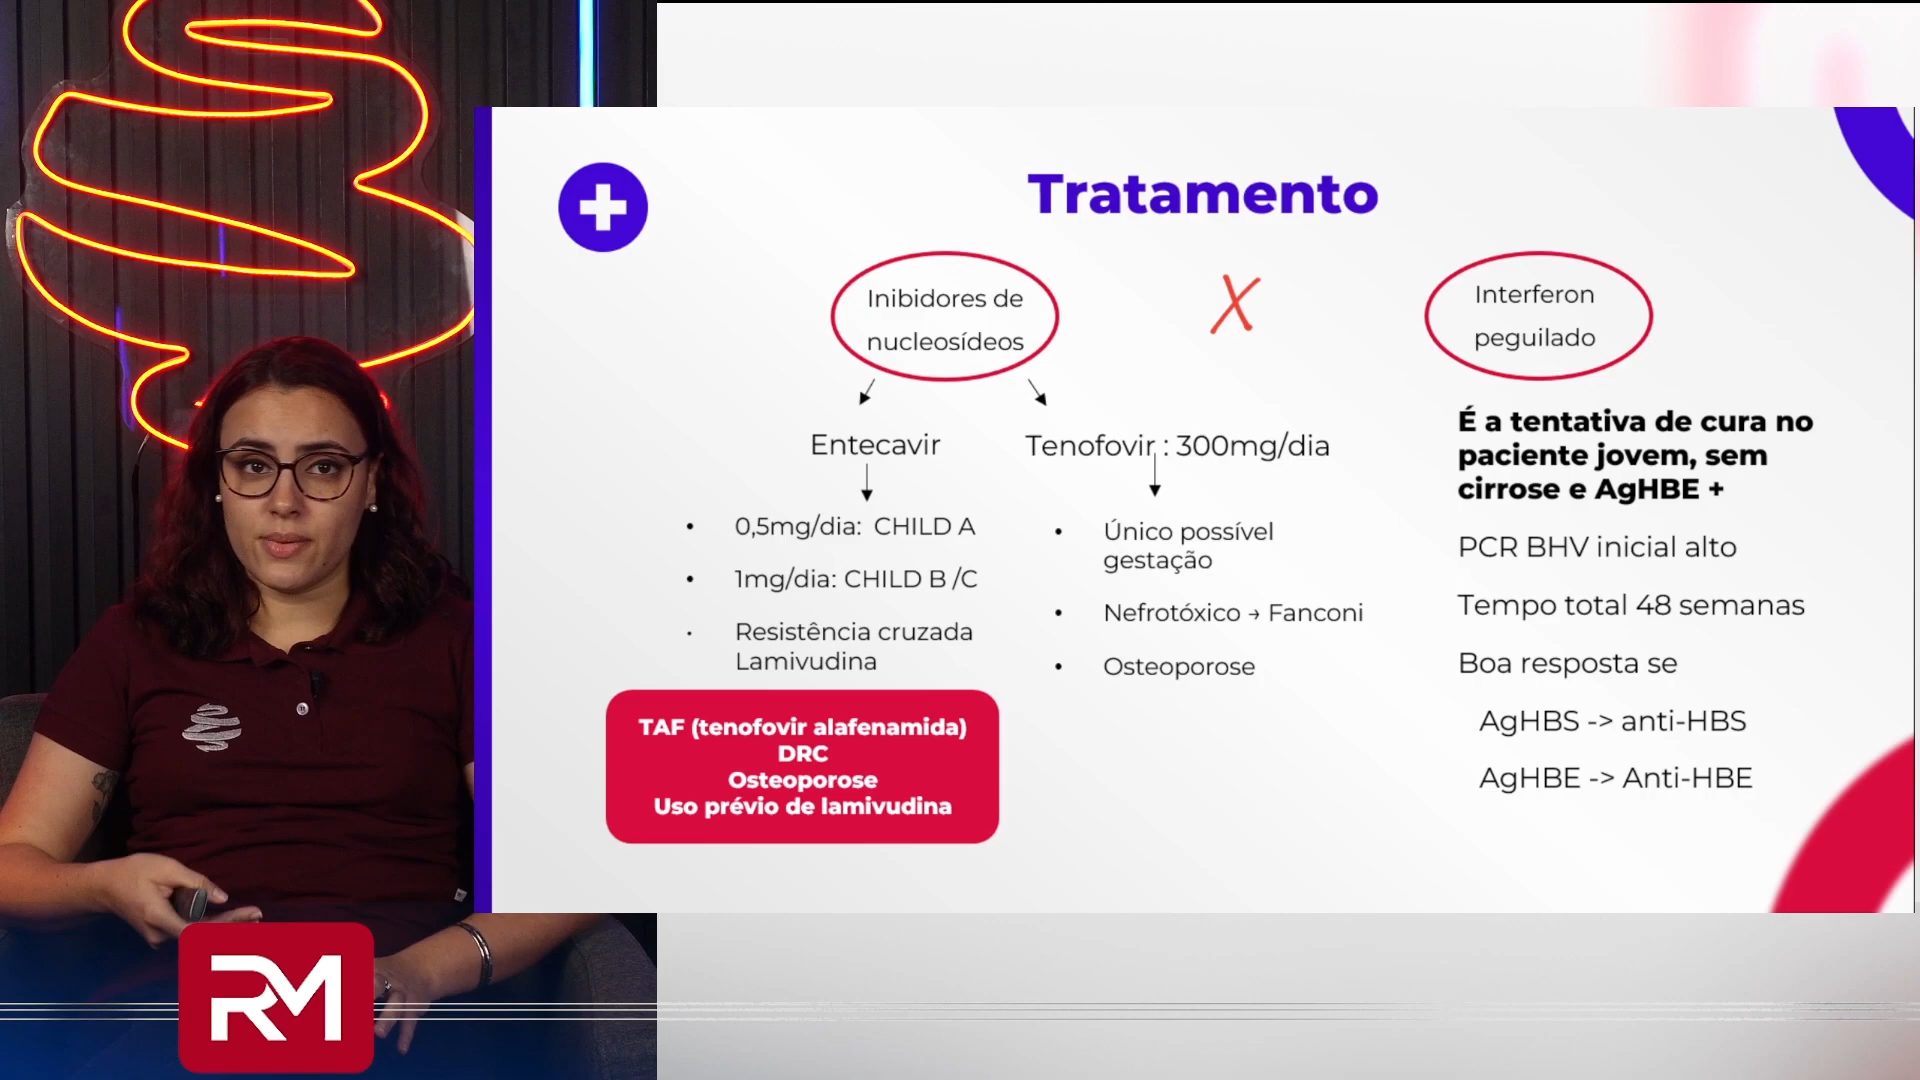 Tratamento
Inibidores de
nucleosídeos
X
Interferon
peguilado
Entecavir
Tenofovir : 300mg/dia
• 0,5mg/dia: CHILD A
• 1mg/dia: CHILD B /C
• Resistência cruzada
Lamivudina
• Único possível
gestação
• Nefrotóxico → Fanconi
• Osteoporose
É a tentativa de cura no
paciente jovem, sem
cirrose e AgHBE +
PCR BHV inicial alto
Tempo total 48 semanas
Boa resposta se
AgHBS -> anti-HBS
AgHBE -> Anti-HBE
TAF (tenofovir alafenamida)
DRC
Osteoporose
Uso prévio de lamivudina
RM